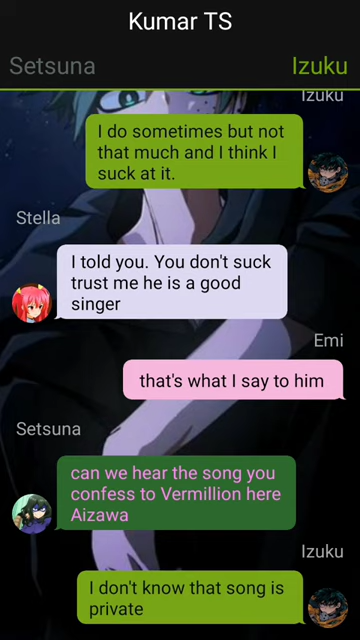 Kumar TS
Setsuna
Izuku
Izuku
I do sometimes but not
that much and I think I
suck at it.
Stella
I told you. You don't suck
trust me he is a good
singer
Emi
that's what I say to him
Setsuna
can we hear the song you
confess to Vermillion here
Aizawa
Izuku
I don't know that song is
private